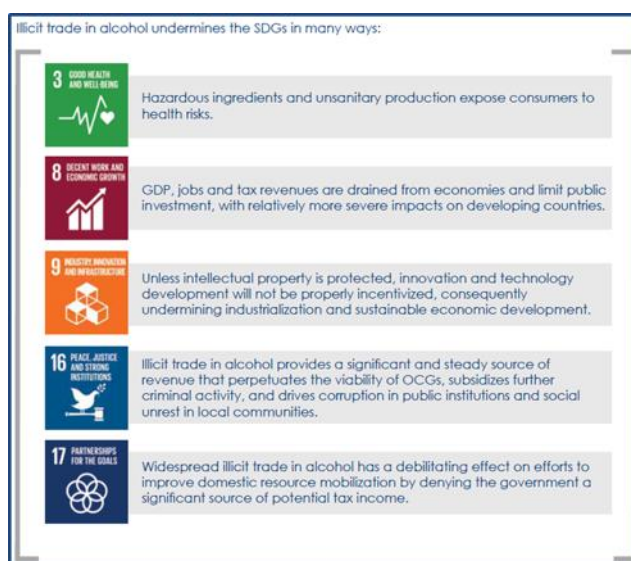 Illicit trade in alcohol undermines the SDGs in many ways:
3 GOOD HEALTH
AND WELL-BEING
Hazardous ingredients and unsanitary production expose consumers to
health risks.
8 DECENT WORK AND
ECONOMIC GROWTH
GDP, jobs and tax revenues are drained from economies and limit public
investment, with relatively more severe impacts on developing countries.
9 INDUSTRY, INNOVATION
AND INFRASTRUCTURE
Unless intellectual property is protected, innovation and technology
development will not be properly incentivized, consequently
undermining industrialization and sustainable economic development.
16 PEACE, JUSTICE
AND STRONG
INSTITUTIONS
Illicit trade in alcohol provides a significant and steady source of
revenue that perpetuates the viability of OCGs, subsidizes further
criminal activity, and drives corruption in public institutions and social
unrest in local communities.
17 PARTNERSHIPS
FOR THE GOALS
Widespread illicit trade in alcohol has a debilitating effect on efforts to
improve domestic resource mobilization by denying the government a
significant source of potential tax income.